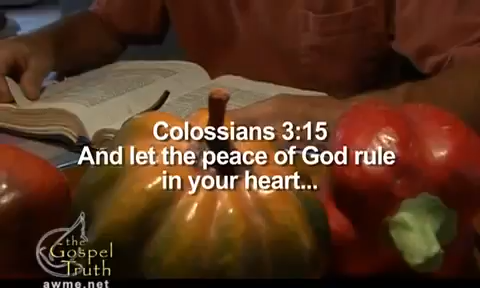 Colossians 3:15
And let the peace of God rule
in your heart...
the
Gospel
Truth
awme.net